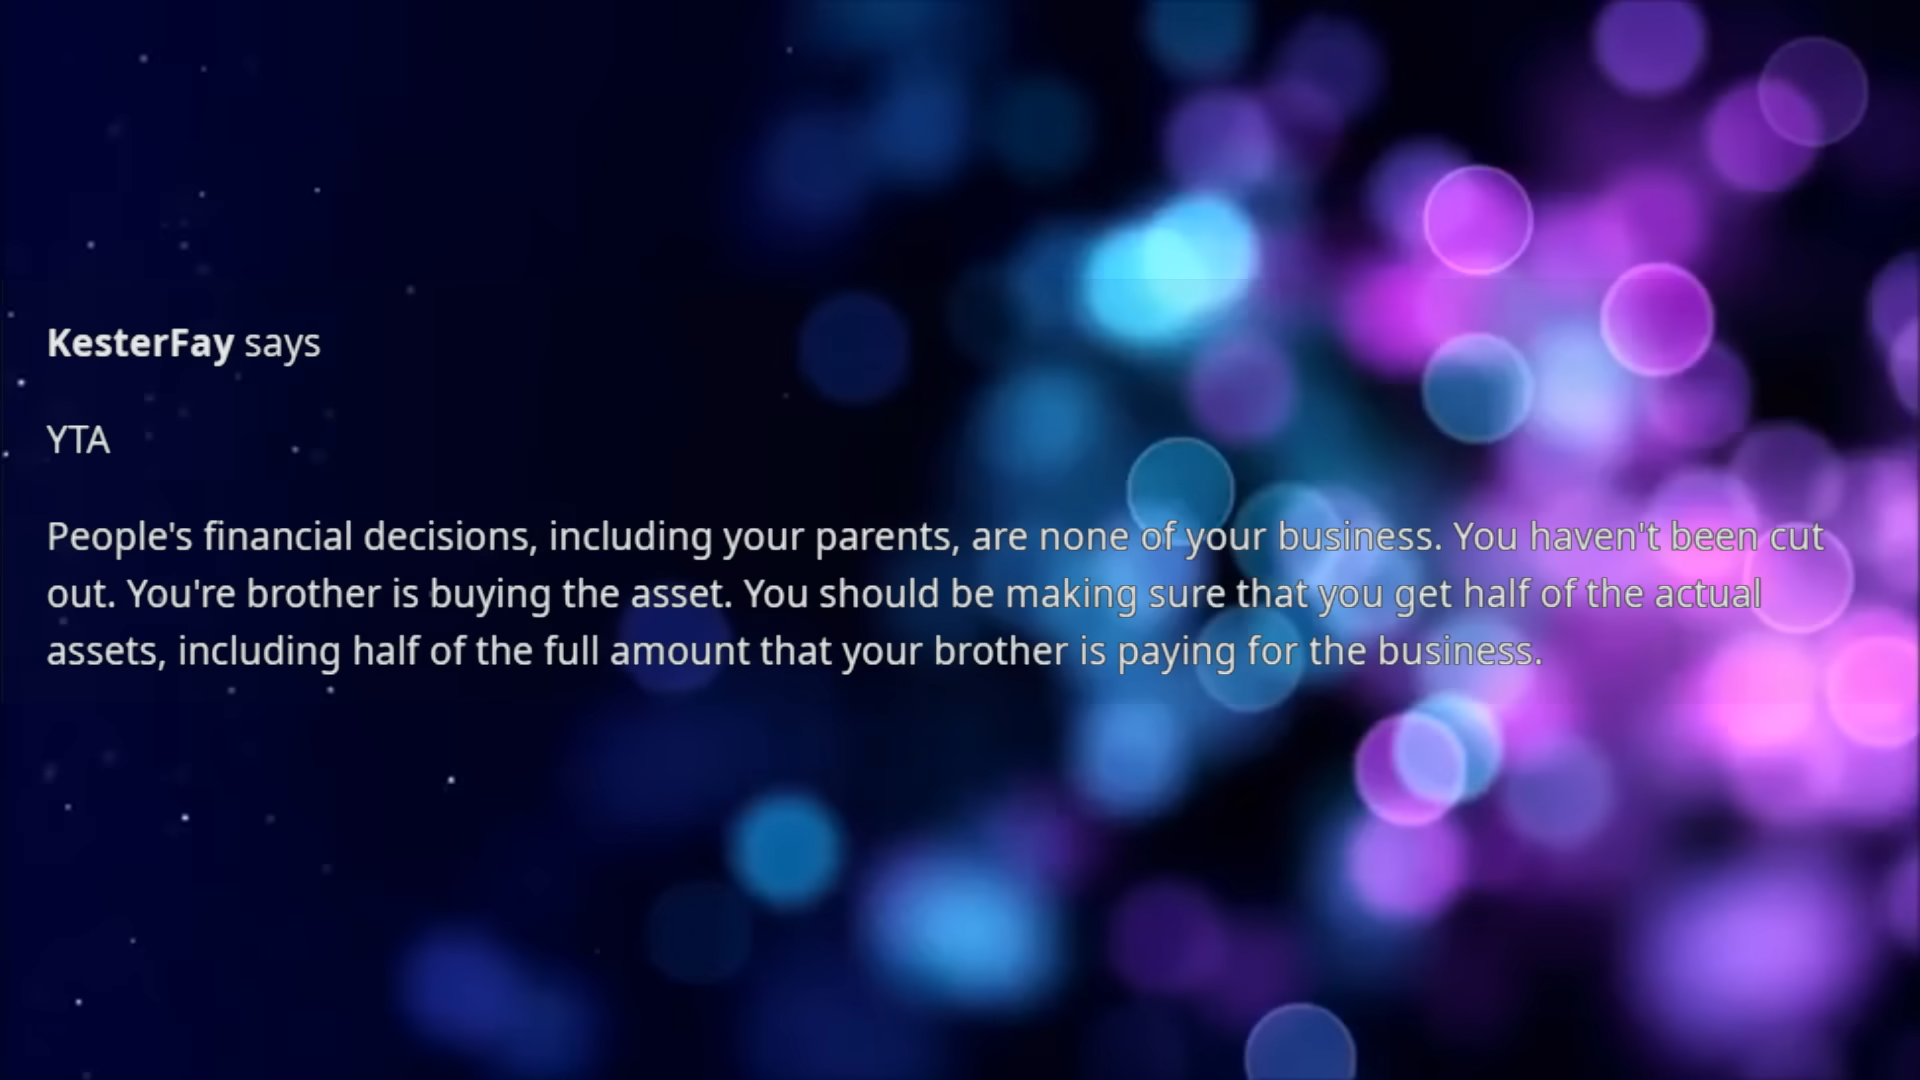 KesterFay says
YTA
People's financial decisions, including your parents, are none of your business. You haven't been cut
out. You're brother is buying the asset. You should be making sure that you get half of the actual
assets, including half of the full amount that your brother is paying for the business.